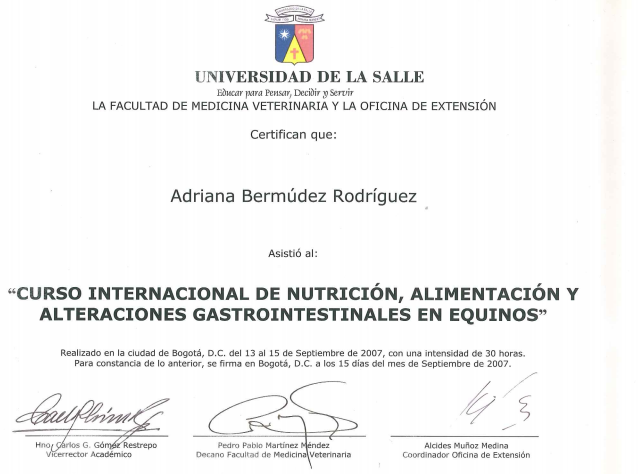 UNIVERSIDAD DE LA SALLE
Educar para Pensar, Decidir y Servir
LA FACULTAD DE MEDICINA VETERINARIA Y LA OFICINA DE EXTENSIÓN
Certifican que:
Adriana Bermúdez Rodríguez
Asistió al:
“CURSO INTERNACIONAL DE NUTRICIÓN, ALIMENTACIÓN Y
ALTERACIONES GASTROINTESTINALES EN EQUINOS”
Realizado en la ciudad de Bogotá, D.C. del 13 al 15 de Septiembre de 2007, con una intensidad de 30 horas.
Para constancia de lo anterior, se firma en Bogotá, D.C. a los 15 días del mes de Septiembre de 2007.
Hno. Carlos G. Gómez Restrepo
Vicerrector Académico
Pedro Pablo Martínez Méndez
Decano Facultad de Medicina Veterinaria
Alcides Muñoz Medina
Coordinador Oficina de Extensión